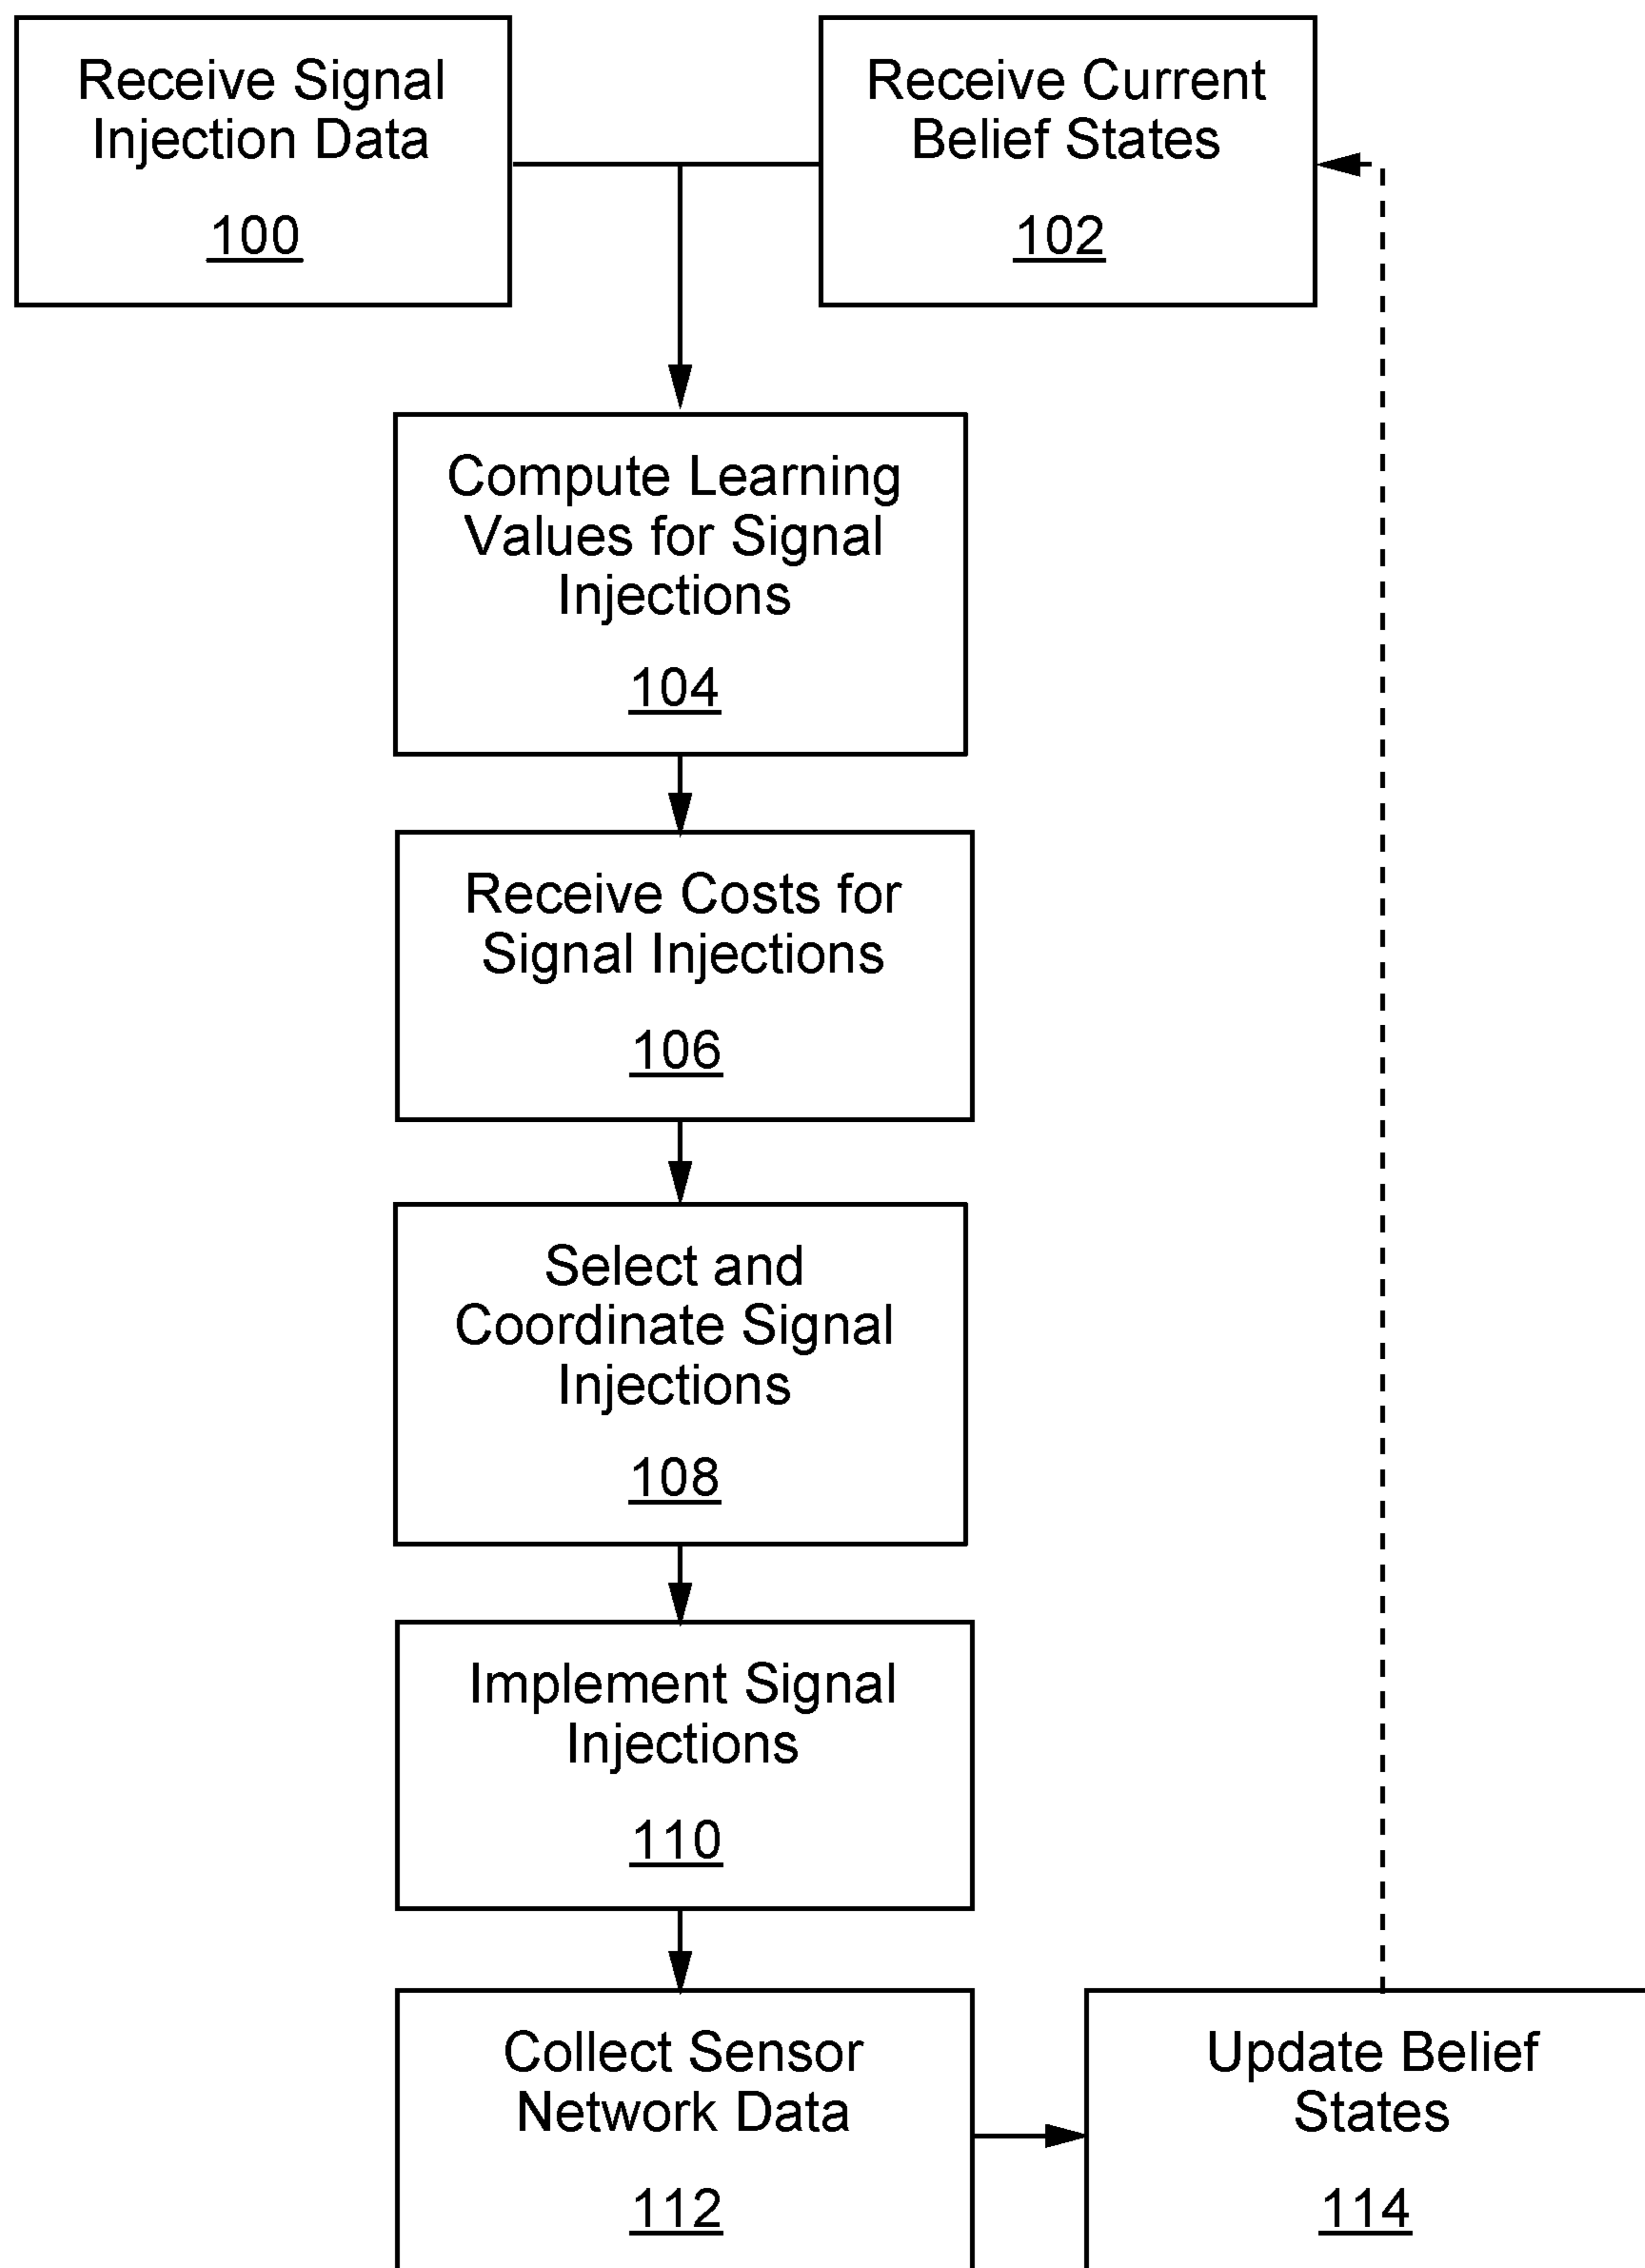 Receive Signal
Injection Data
100
Receive Current
Belief States
102
Compute Learning
Values for Signal
Injections
104
Receive Costs for
Signal Injections
106
Select and
Coordinate Signal
Injections
108
Implement Signal
Injections
110
Collect Sensor
Network Data
112
Update Belief
States
114